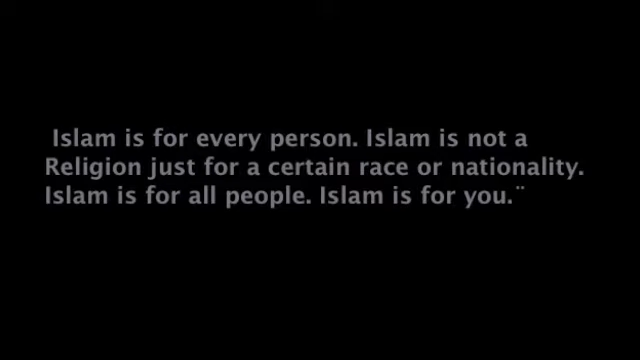 Islam is for every person. Islam is not a
Religion just for a certain race or nationality.
Islam is for all people. Islam is for you.¨